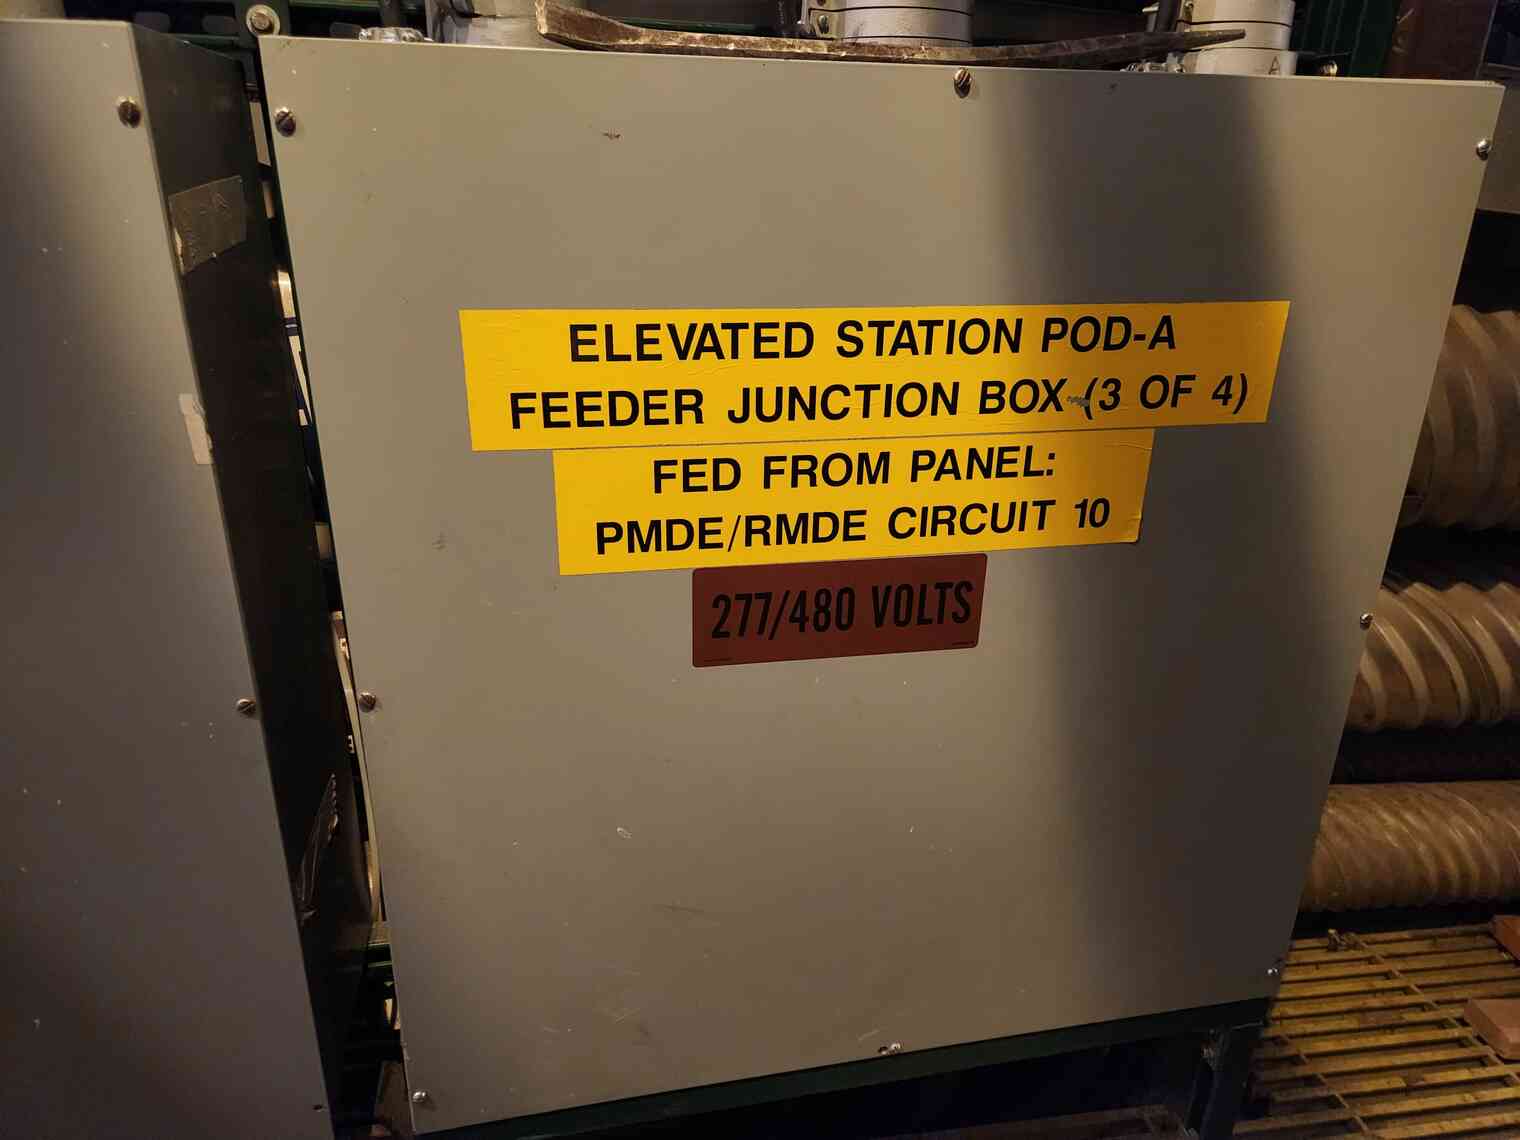 ELEVATED STATION POD-A
FEEDER JUNCTION BOX (3 OF 4)
FED FROM PANEL:
PMDE/RMDE CIRCUIT 10
277/480 VOLTS